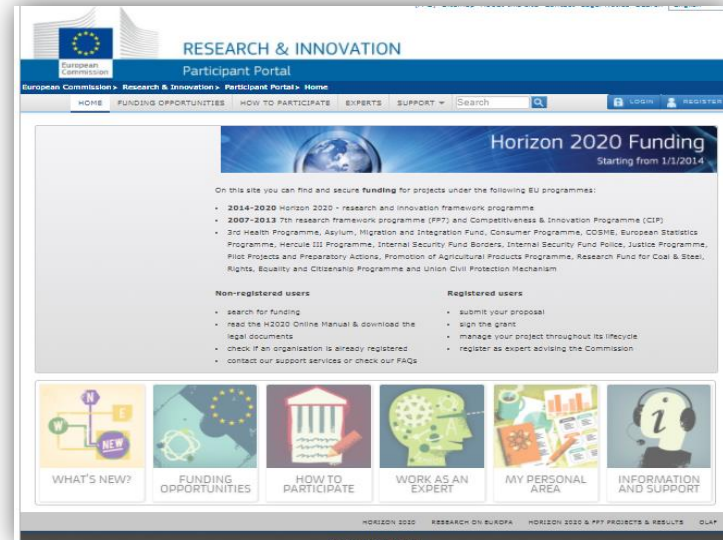 European
Commission
RESEARCH & INNOVATION
Participant Portal
European Commission > Research & Innovation > Participant Portal > Home
HOME FUNDING OPPORTUNITIES HOW TO PARTICIPATE EXPERTS SUPPORT Search LOGIN REGISTER
Horizon 2020 Funding
Starting from 1/1/2014
On this site you can find and secure funding for projects under the following EU programmes:
• 2014-2020 Horizon 2020 - research and innovation framework programme
• 2007-2013 7th research framework programme (FP7) and Competitiveness & Innovation Programme (CIP)
• 3rd Health Programme, Asylum, Migration and Integration Fund, Consumer Programme, COSME, European Statistics
Programme, Hercule III Programme, Internal Security Fund Borders, Internal Security Fund Police, Justice Programme,
Pilot Projects and Preparatory Actions, Promotion of Agricultural Products Programme, Research Fund for Coal & Steel,
Rights, Equality and Citizenship Programme and Union Civil Protection Mechanism
Non-registered users
• search for funding
• read the H2020 Online Manual & download the
legal documents
• check if an organisation is already registered
• contact our support services or check our FAQs
Registered users
• submit your proposal
• sign the grant
• manage your project throughout its lifecycle
• register as expert advising the Commission
N
E
W
NEW
A
i
WHAT'S NEW?
FUNDING
OPPORTUNITIES
HOW TO
PARTICIPATE
WORK AS AN
EXPERT
MY PERSONAL
AREA
INFORMATION
AND SUPPORT
HORIZON 2020 RESEARCH ON EUROPA HORIZON 2020 & FP7 PROJECTS & RESULTS OLAF